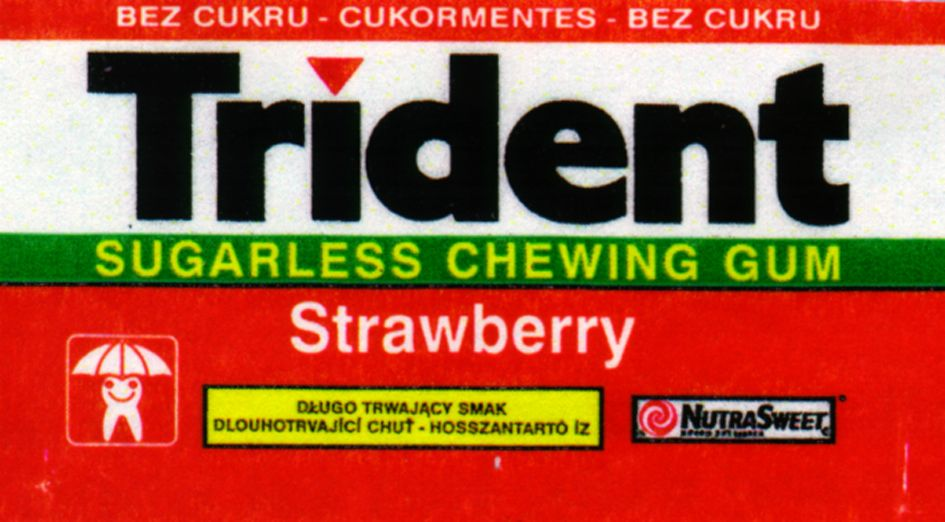 BEZ CUKRU - CUKORMENTES - BEZ CUKRU
Trident
SUGARLESS CHEWING GUM
Strawberry
DŁUGO TRWAJĄCY SMAK
DLOUHOTRVAJÍCÍ CHUŤ - HOSSZANTARTÓ ÍZ
NUTRASWEET